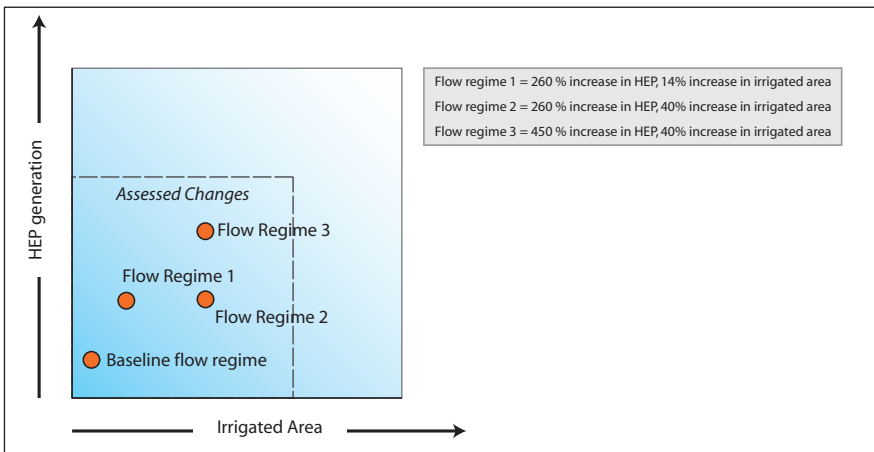 HEP generation
Assessed Changes
Flow Regime 3
Flow Regime 1
Flow Regime 2
Baseline flow regime
Irrigated Area
Flow regime 1 = 260 % increase in HEP, 14% increase in irrigated area
Flow regime 2 = 260 % increase in HEP, 40% increase in irrigated area
Flow regime 3 = 450 % increase in HEP, 40% increase in irrigated area